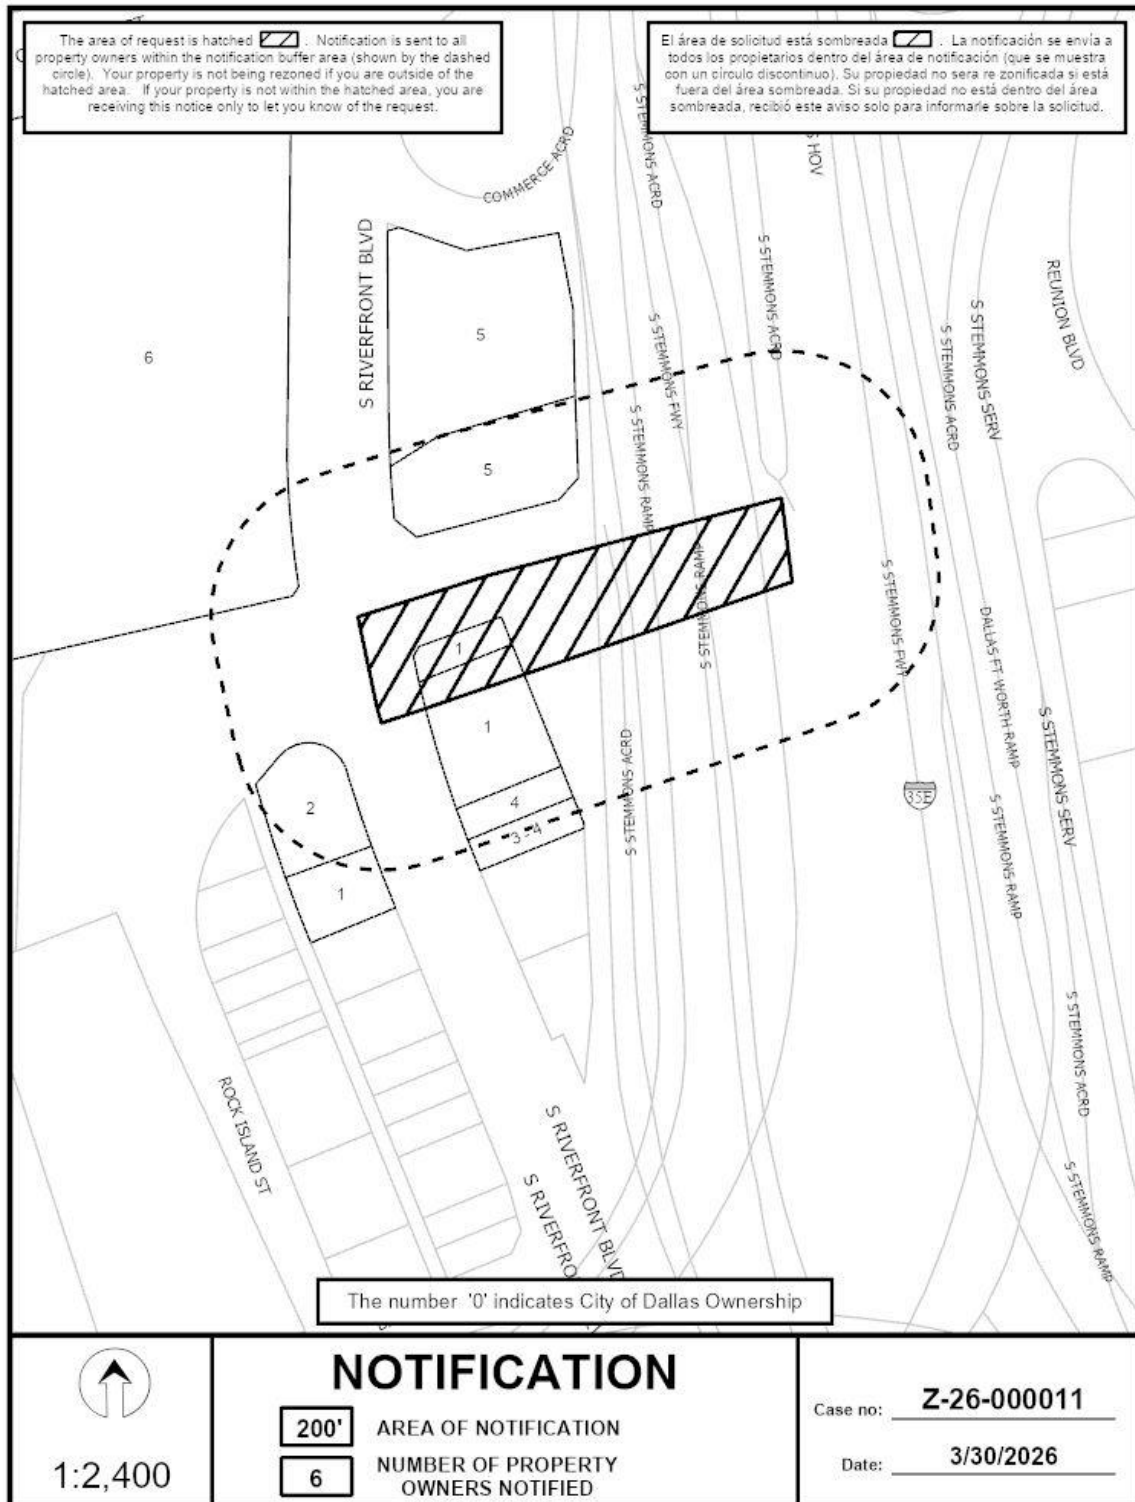 The area of request is hatched . Notification is sent to all
property owners within the notification buffer area (shown by the dashed
circle). Your property is not being rezoned if you are outside of the
hatched area. If your property is not within the hatched area, you are
receiving this notice only to let you know of the request.
El área de solicitud está sombreada . La notificación se envía a
todos los propietarios dentro del área de notificación (que se muestra
con un círculo discontinuo). Su propiedad no sera re zonificada si está
fuera del área sombreada. Si su propiedad no está dentro del área
sombreada, recibió este aviso solo para informarle sobre la solicitud.
COMMERCE ACRD
S STEMMONS ACRD
S HOV
S RIVERFRONT BLVD
S STEMMONS ACRD
REUNION BLVD
S STEMMONS SERV
S STEMMONS FWY
S STEMMONS ACRD
5
6
S STEMMONS RAMP
5
S STEMMONS RAMP
S STEMMONS FWY
DALLAS FT WORTH RAMP
1
1
S STEMMONS SERV
S STEMMONS ACRD
35E
2
4
3 - 4
S STEMMONS RAMP
1
S STEMMONS ACRD
ROCK ISLAND ST
S RIVERFRONT BLVD
S RIVERFRO
S STEMMONS RAMP
The number '0' indicates City of Dallas Ownership
1:2,400
NOTIFICATION
200' AREA OF NOTIFICATION
6 NUMBER OF PROPERTY
OWNERS NOTIFIED
Case no: Z-26-000011
Date: 3/30/2026